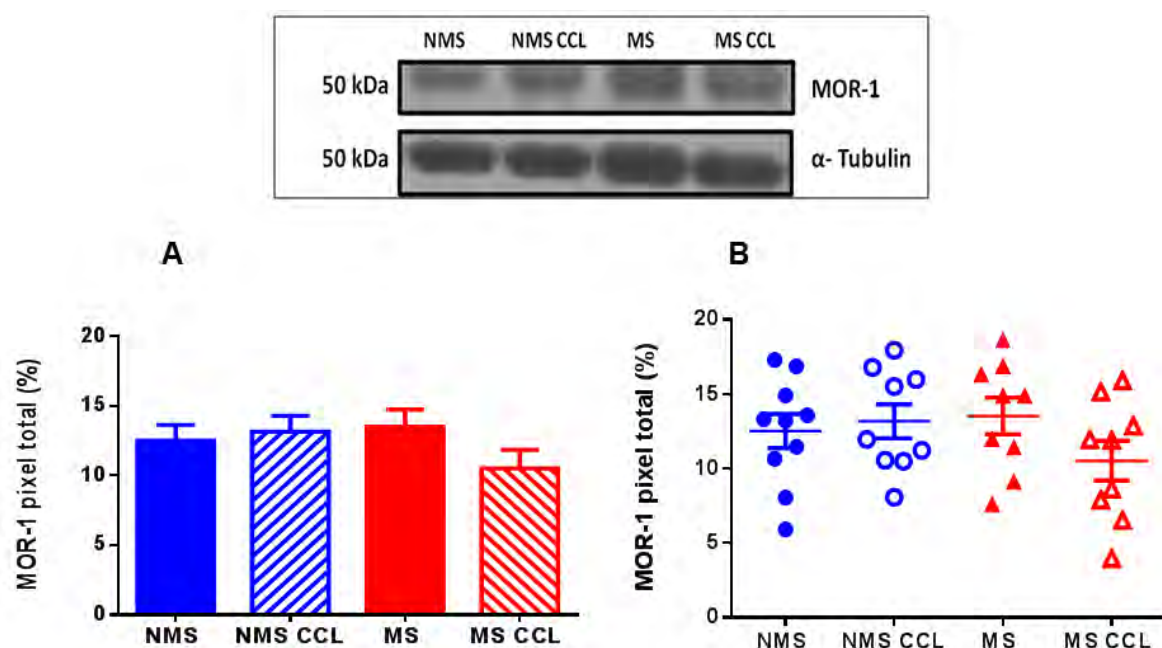 NMS NMS CCL MS MS CCL
50 kDa MOR-1
50 kDa α- Tubulin
A
MOR-1 pixel total (%)
20
15
10
5
0
NMS NMS CCL MS MS CCL
B
MOR-1 pixel total (%)
20
15
10
5
0
NMS NMS CCL MS MS CCL